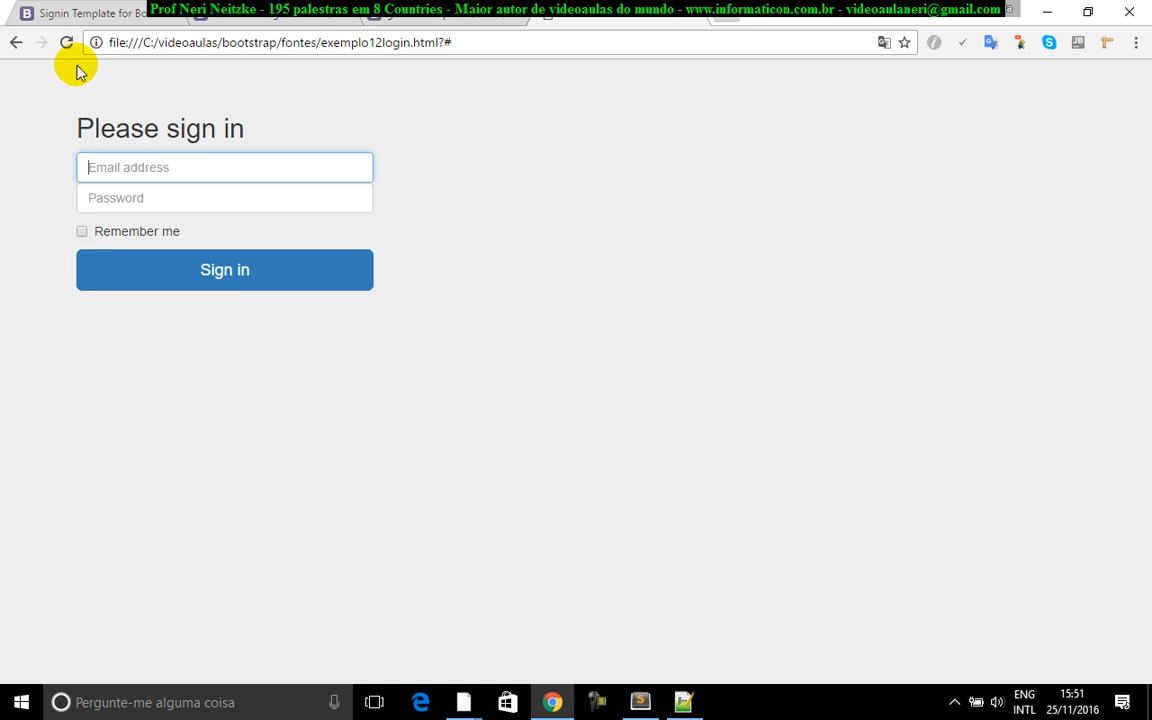 Signin Template for Bo
Prof Neri Neitzke - 195 palestras em 8 Countries - Maior autor de videoaulas do mundo - www.informaticon.com.br - videoaulaneri@gmail.com
file:///C:/videoaulas/bootstrap/fontes/exemplo12login.html?#
Please sign in
Email address
Password
Remember me
Sign in
Pergunte-me alguma coisa
ENG
INTL
15:51
25/11/2016